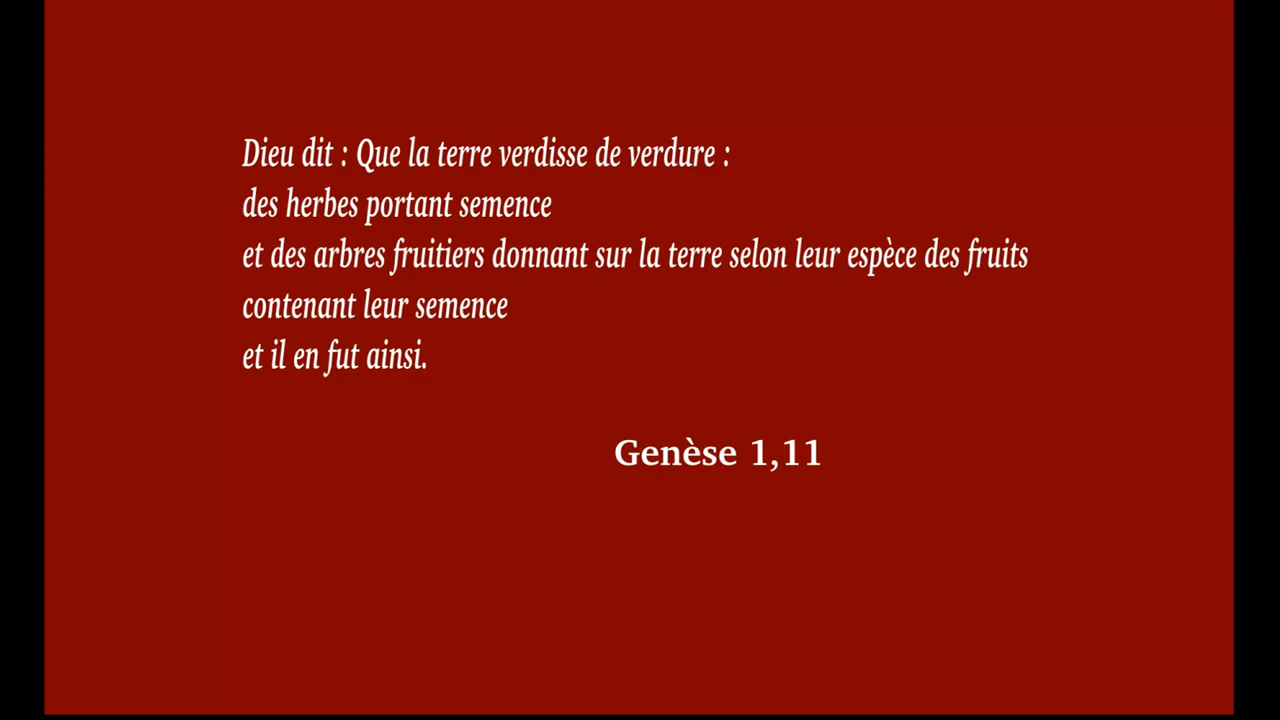 Dieu dit : Que la terre verdisse de verdure :
des herbes portant semence
et des arbres fruitiers donnant sur la terre selon leur espèce des fruits
contenant leur semence
et il en fut ainsi.
Genèse 1,11